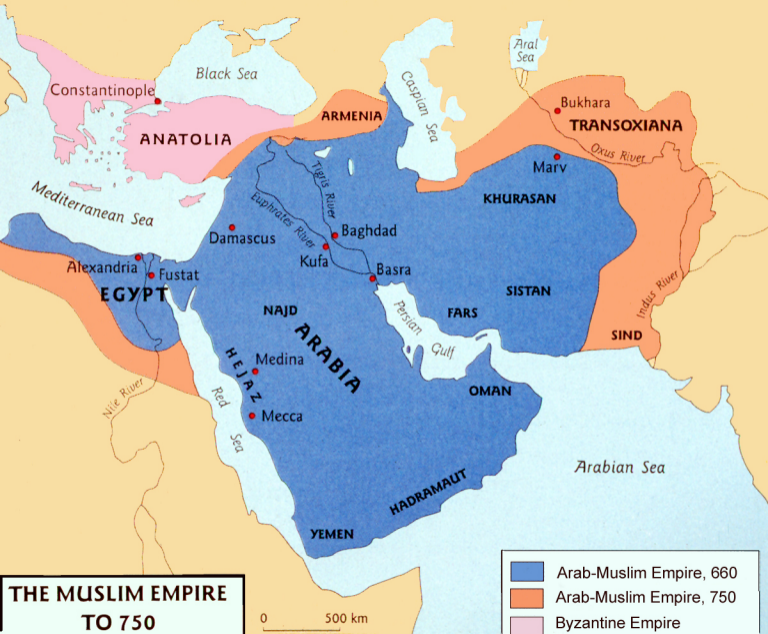 Aral
Sea
Black Sea
Caspian Sea
Constantinople
Bukhara
ARMENIA
TRANSOXIANA
ANATOLIA
Oxus River
Marv
Tigris River
KHURASAN
Mediterranean Sea
Euphrates River
Baghdad
Damascus
Kufa
Alexandria
Fustat
Basra
EGYPT
Indus River
SISTAN
NAJD
FARS
Persian
Gulf
ARABIA
SIND
HEJAZ
Medina
Nile River
Red
Sea
OMAN
Mecca
Arabian Sea
HADRAMAUT
YEMEN
THE MUSLIM EMPIRE
TO 750
0 500 km
Arab-Muslim Empire, 660
Arab-Muslim Empire, 750
Byzantine Empire